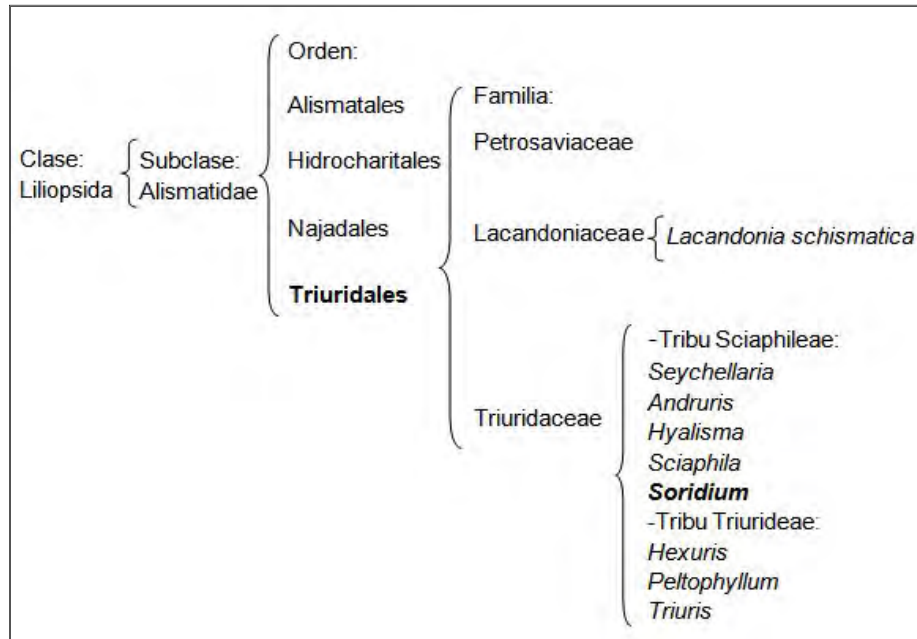 Clase:
Liliopsida
Subclase:
Alismatidae
Orden:
Alismatales
Hidrocharitales
Najadales
Triuridales
Familia:
Petrosaviaceae
Lacandoniaceae
Lacandonia schismatica
Triuridaceae
-Tribu Sciaphileae:
Seychellaria
Andruris
Hyalisma
Sciaphila
Soridium
-Tribu Triurideae:
Hexuris
Peltophyllum
Triuris